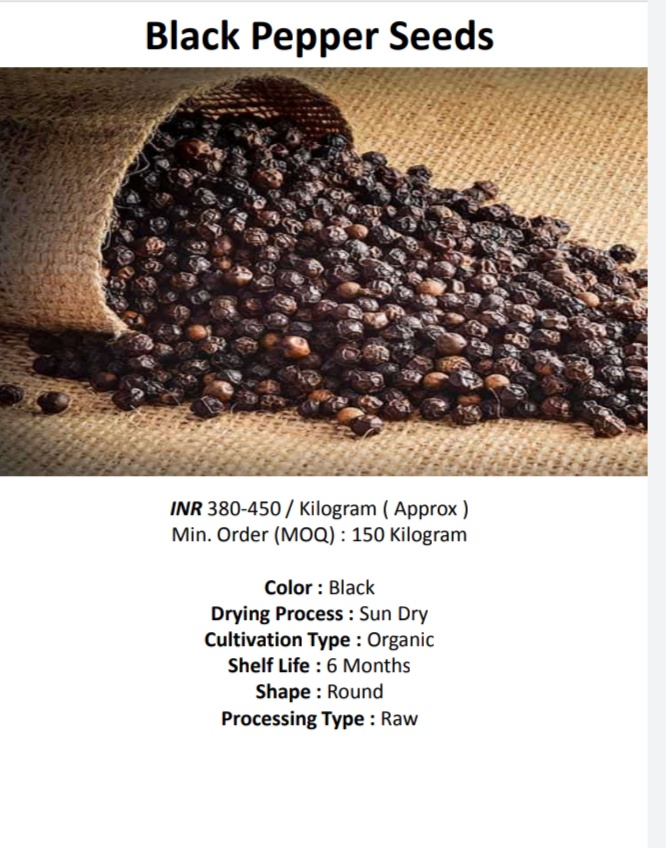 Black Pepper Seeds
INR 380-450 / Kilogram ( Approx )
Min. Order (MOQ) : 150 Kilogram
Color : Black
Drying Process : Sun Dry
Cultivation Type : Organic
Shelf Life : 6 Months
Shape : Round
Processing Type : Raw